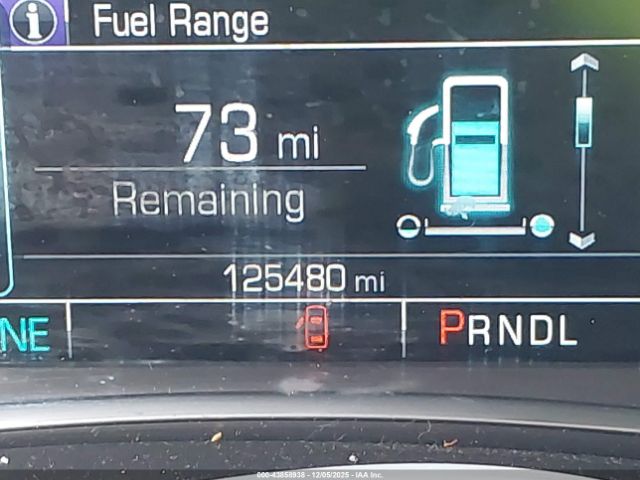 Fuel Range
73 mi
Remaining
125480 mi
NE
PRNDL
000-43858938 - 12/05/2025 - IAA Inc.